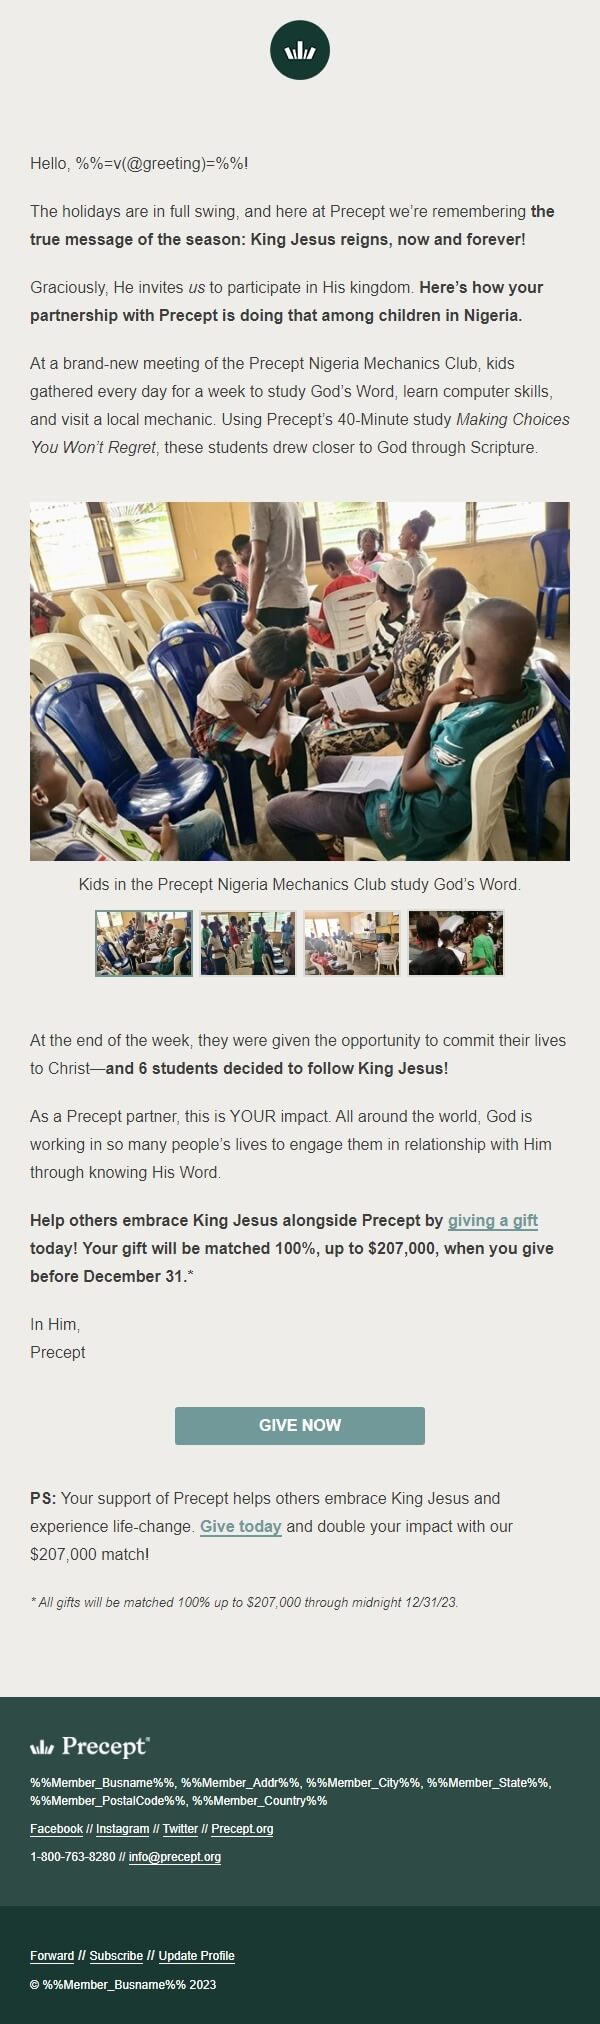 Hello, %%=v(@greeting)=%%!
The holidays are in full swing, and here at Precept we’re remembering the
true message of the season: King Jesus reigns, now and forever!
Graciously, He invites us to participate in His kingdom. Here’s how your
partnership with Precept is doing that among children in Nigeria.
At a brand-new meeting of the Precept Nigeria Mechanics Club, kids
gathered every day for a week to study God’s Word, learn computer skills,
and visit a local mechanic. Using Precept’s 40-Minute study Making Choices
You Won’t Regret, these students drew closer to God through Scripture.
Kids in the Precept Nigeria Mechanics Club study God’s Word.
At the end of the week, they were given the opportunity to commit their lives
to Christ—and 6 students decided to follow King Jesus!
As a Precept partner, this is YOUR impact. All around the world, God is
working in so many people’s lives to engage them in relationship with Him
through knowing His Word.
Help others embrace King Jesus alongside Precept by giving a gift
today! Your gift will be matched 100%, up to $207,000, when you give
before December 31.*
In Him,
Precept
GIVE NOW
PS: Your support of Precept helps others embrace King Jesus and
experience life-change. Give today and double your impact with our
$207,000 match!
* All gifts will be matched 100% up to $207,000 through midnight 12/31/23.
Precept®
%%Member_Busname%%, %%Member_Addr%%, %%Member_City%%, %%Member_State%%,
%%Member_PostalCode%%, %%Member_Country%%
Facebook // Instagram // Twitter // Precept.org
1-800-763-8280 // info@precept.org
Forward // Subscribe // Update Profile
© %%Member_Busname%% 2023